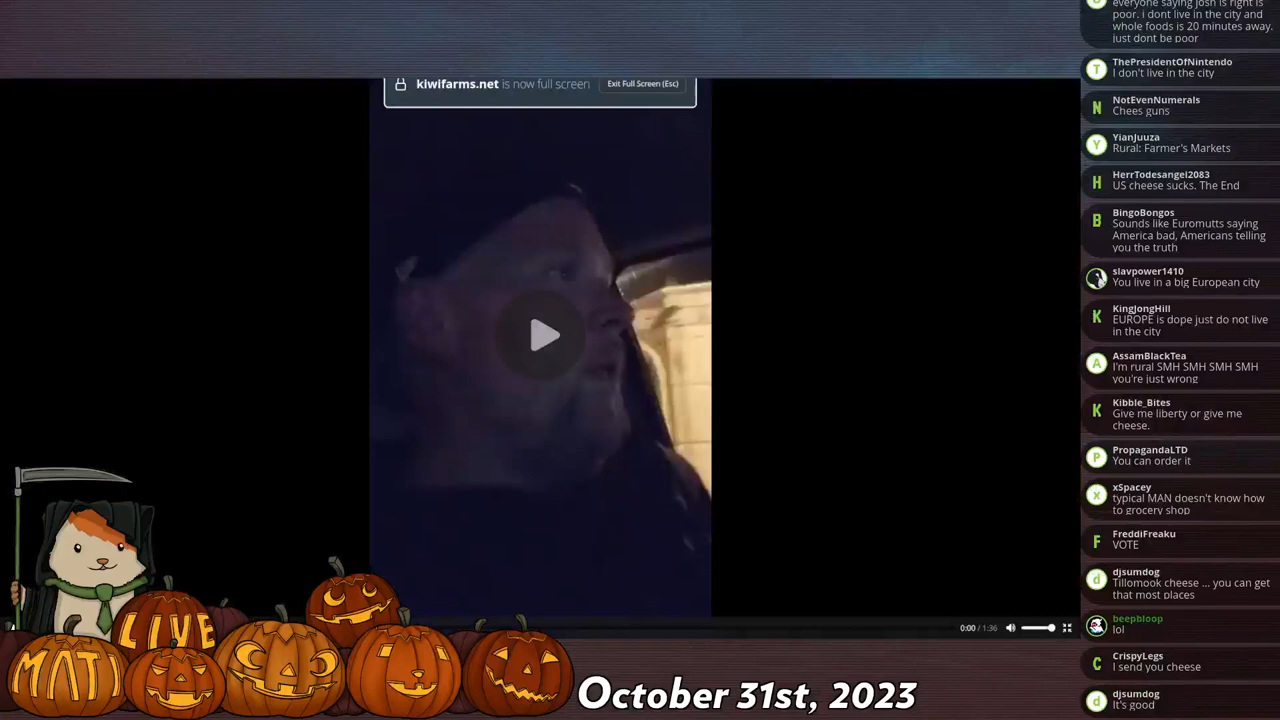 everyone saying Josh is right is
poor. i dont live in the city and
whole foods is 20 minutes away.
just dont be poor
T
ThePresidentOfNintendo
I don't live in the city
N
NotEvenNumerals
Chees guns
Y
YianJuuza
Rural: Farmer's Markets
H
HerrTodesangel2083
US cheese sucks. The End
B
BingoBongos
Sounds like Euromutts saying
America bad, Americans telling
you the truth
slavpower1410
You live in a big European city
K
KingJongHill
EUROPE is dope just do not live
in the city
A
AssamBlackTea
I'm rural SMH SMH SMH SMH
you're just wrong
K
Kibble_Bites
Give me liberty or give me
cheese.
P
PropagandaLTD
You can order it
x
xSpacey
typical MAN doesn't know how
to grocery shop
F
FreddiFreaku
VOTE
d
djsumdog
Tillomook cheese ... you can get
that most places
beepbloop
lol
C
CrispyLegs
I send you cheese
d
djsumdog
It's good
kiwifarms.net is now full screen
Exit Full Screen (Esc)
0:00 / 1:36
LIVE
MATI
October 31st, 2023